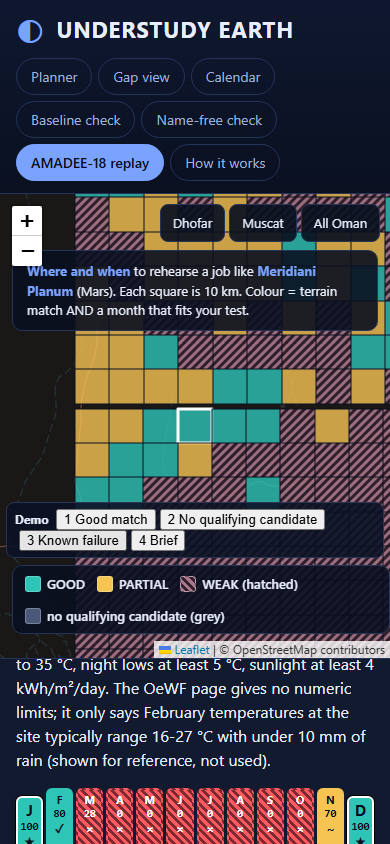 UNDERSTUDY EARTH
Planner
Gap view
Calendar
Baseline check
Name-free check
AMADEE-18 replay
How it works
+
−
Dhofar
Muscat
All Oman
Where and when to rehearse a job like Meridiani
Planum (Mars). Each square is 10 km. Colour = terrain
match AND a month that fits your test.
Demo
1 Good match
2 No qualifying candidate
3 Known failure
4 Brief
GOOD
PARTIAL
WEAK (hatched)
no qualifying candidate (grey)
Leaflet | © OpenStreetMap contributors
to 35 °C, night lows at least 5 °C, sunlight at least 4
kWh/m²/day. The OeWF page gives no numeric
limits; it only says February temperatures at the
site typically range 16-27 °C with under 10 mm of
rain (shown for reference, not used).
J F M A M J J A S O N D
100 80 28 0 0 0 0 0 0 0 70 100
★ ✓ × × × × × × × × ~ ★